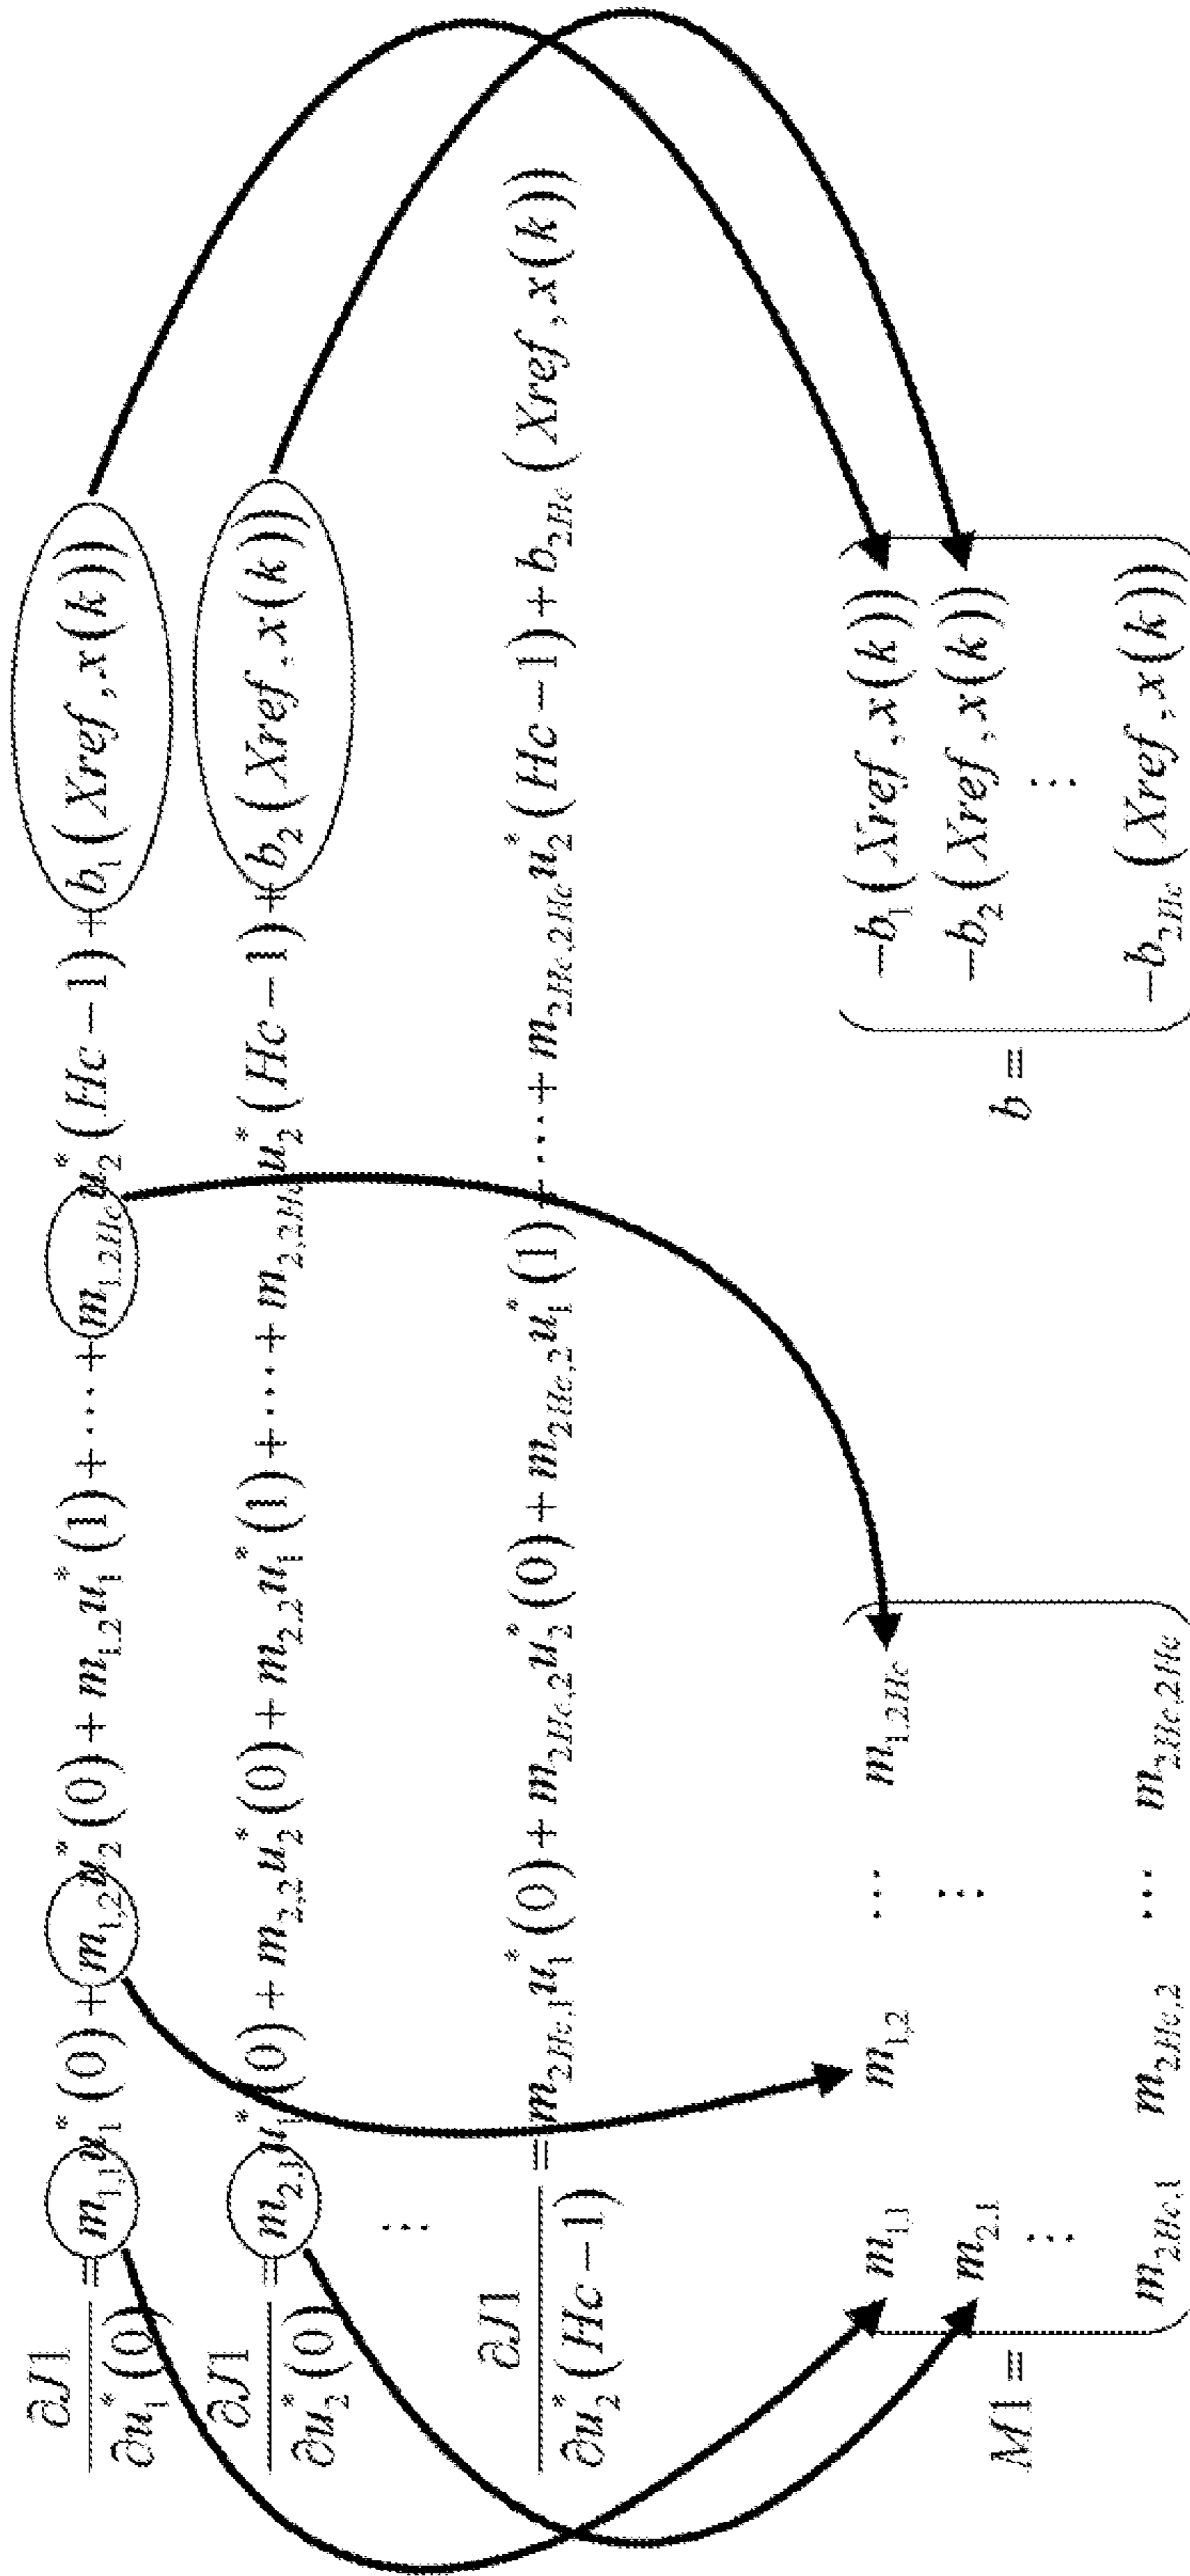 ∂J1/∂u₁*(0) = m₁,₁u₁*(0) + m₁,₂u₂*(0) + m₁,₂u₁*(1) + ⋯ + m₁,₂Hc u₂*(Hc − 1) + b₁(Xref, x(k))
∂J1/∂u₂*(0) = m₂,₁u₁*(0) + m₂,₂u₂*(0) + m₂,₂u₁*(1) + ⋯ + m₂,₂Hc u₂*(Hc − 1) + b₂(Xref, x(k))
⋮
∂J1/∂u₂*(Hc − 1) = m₂Hc,₁u₁*(0) + m₂Hc,₂u₂*(0) + m₂Hc,₂u₁*(1) + ⋯ + m₂Hc,₂Hc u₂*(Hc − 1) + b₂Hc(Xref, x(k))
M1 =
m₁,₁ m₁,₂ ⋯ m₁,₂Hc
m₂,₁ ⋮
⋮
m₂Hc,₁ m₂Hc,₂ ⋯ m₂Hc,₂Hc
b =
−b₁(Xref, x(k))
−b₂(Xref, x(k))
⋮
−b₂Hc(Xref, x(k))